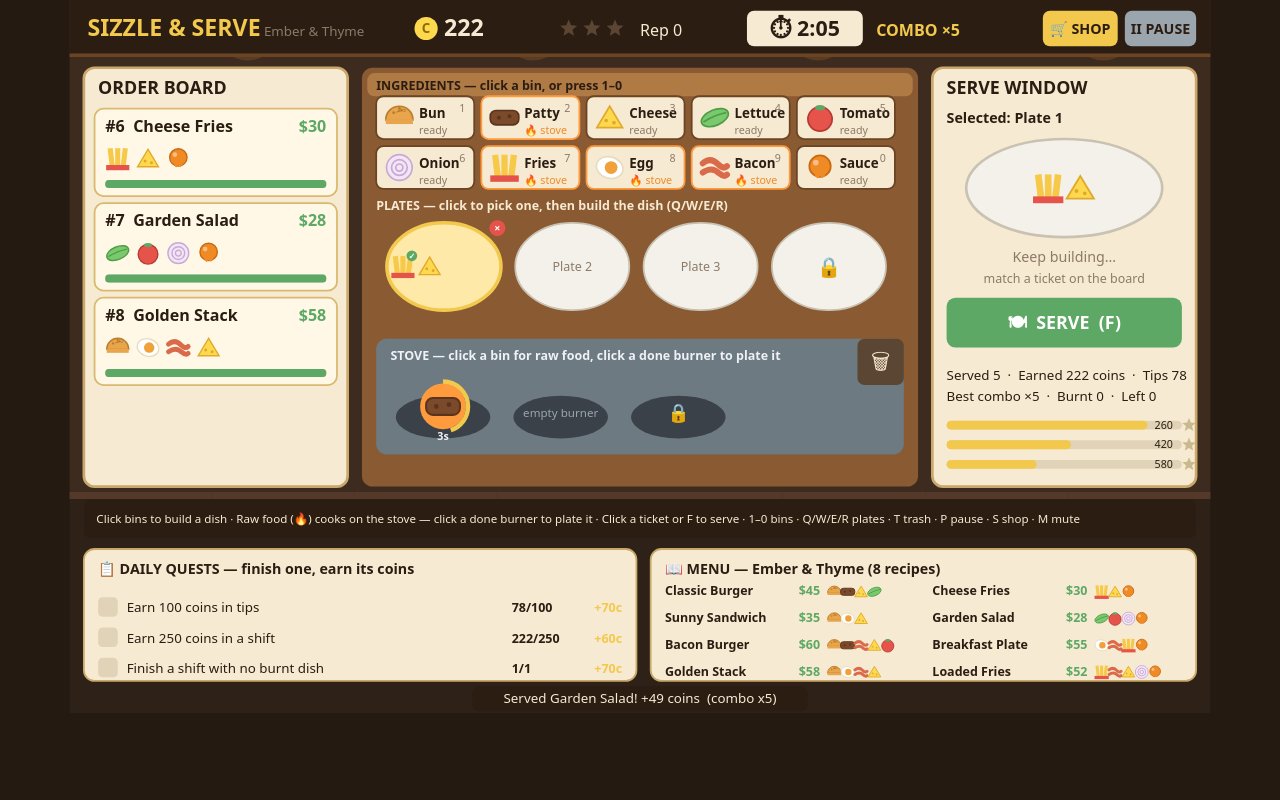 SIZZLE & SERVE Ember & Thyme
C 222
Rep 0
2:05
COMBO ×5
SHOP
II PAUSE
ORDER BOARD
#6 Cheese Fries $30
#7 Garden Salad $28
#8 Golden Stack $58
INGREDIENTS — click a bin, or press 1–0
Bun 1
ready
Patty 2
stove
Cheese 3
ready
Lettuce 4
ready
Tomato 5
ready
Onion 6
ready
Fries 7
stove
Egg 8
stove
Bacon 9
stove
Sauce 0
ready
PLATES — click to pick one, then build the dish (Q/W/E/R)
Plate 2
Plate 3
STOVE — click a bin for raw food, click a done burner to plate it
3s
empty burner
SERVE WINDOW
Selected: Plate 1
Keep building...
match a ticket on the board
SERVE (F)
Served 5 · Earned 222 coins · Tips 78
Best combo ×5 · Burnt 0 · Left 0
260
420
580
Click bins to build a dish · Raw food (🔥) cooks on the stove — click a done burner to plate it · Click a ticket or F to serve · 1–0 bins · Q/W/E/R plates · T trash · P pause · S shop · M mute
DAILY QUESTS — finish one, earn its coins
Earn 100 coins in tips 78/100 +70c
Earn 250 coins in a shift 222/250 +60c
Finish a shift with no burnt dish 1/1 +70c
MENU — Ember & Thyme (8 recipes)
Classic Burger $45
Cheese Fries $30
Sunny Sandwich $35
Garden Salad $28
Bacon Burger $60
Breakfast Plate $55
Golden Stack $58
Loaded Fries $52
Served Garden Salad! +49 coins (combo x5)